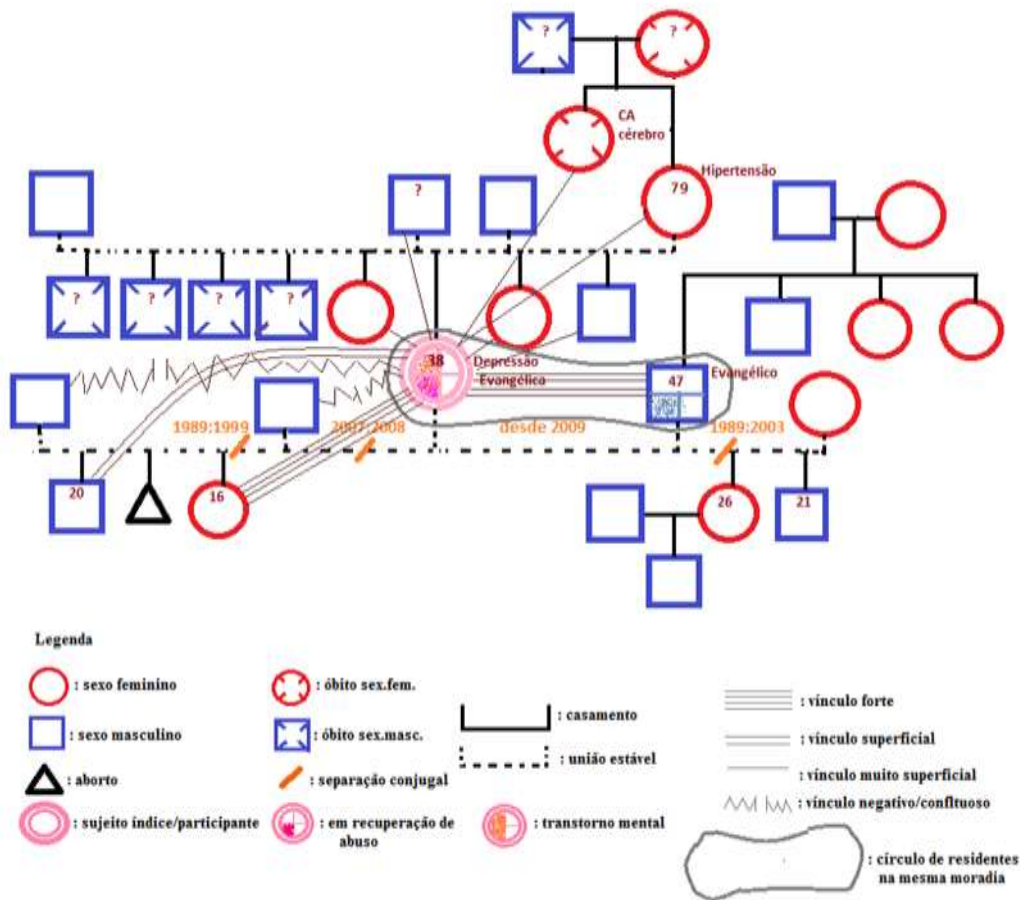 ?
?
CA
cérebro
Hipertensão
79
?
?
?
?
?
38
Depressão
Evangélico
47
Evangélico
1989;1999
2007;2008
desde 2009
1989;2003
20
16
26
21
Legenda
: sexo feminino
: óbito sex.fem.
: casamento
: vínculo forte
: sexo masculino
: óbito sex.masc.
: união estável
: vínculo superficial
: aborto
: separação conjugal
: vínculo muito superficial
: vínculo negativo/confltuoso
: sujeito índice/participante
: em recuperação de
abuso
: transtorno mental
: círculo de residentes
na mesma moradia